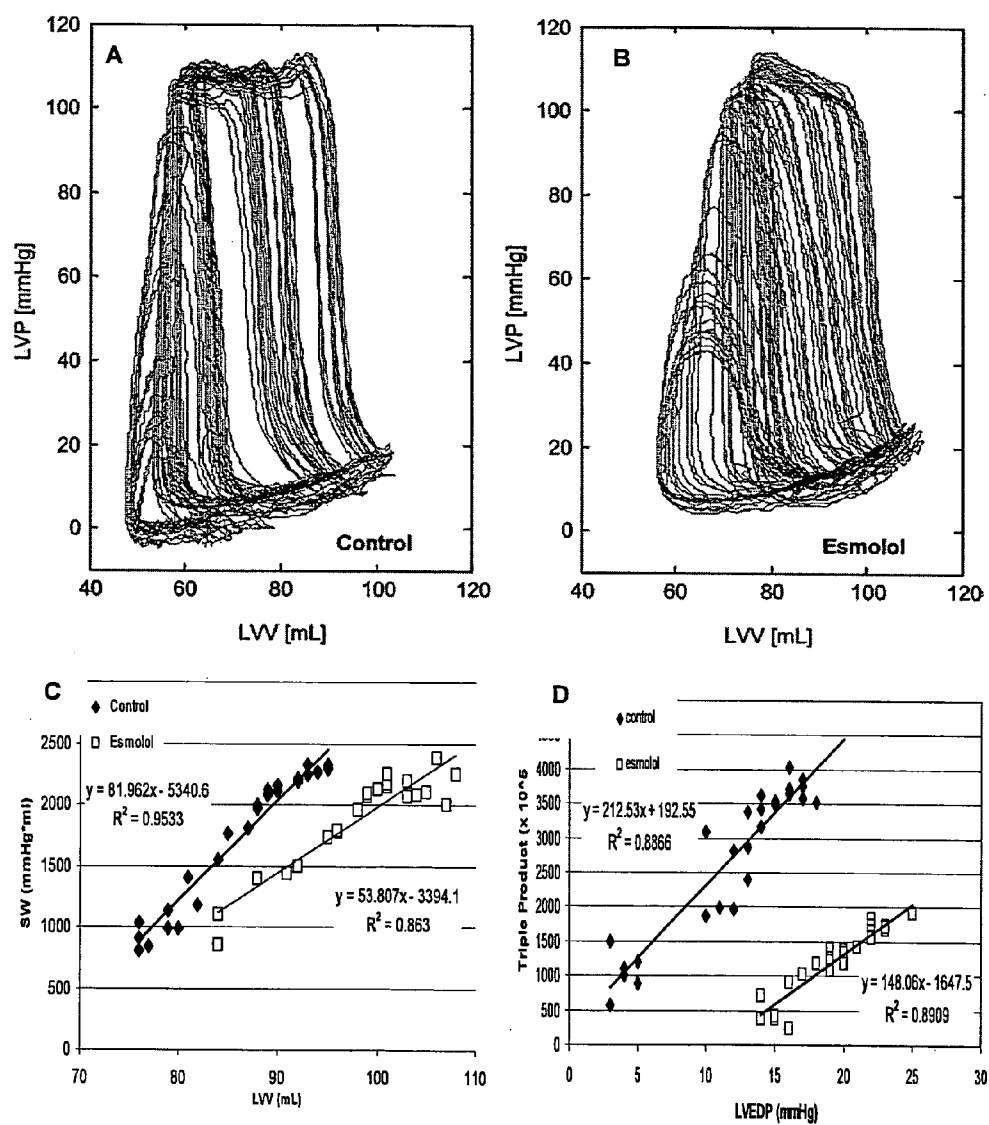 A
120
100
80
60
40
20
0
LVP [mmHg]
Control
40 60 80 100 120
LVV [mL]
B
120
100
80
60
40
20
0
LVP [mmHg]
Esmolol
40 60 80 100 120
LVV [mL]
C
Control
Esmolol
2500
2000
1500
1000
500
0
SW (mmHg*ml)
y = 81.962x - 5340.6
R² = 0.9533
y = 53.807x - 3394.1
R² = 0.863
70 80 90 100 110
LVV (mL)
D
control
esmolol
4000
3500
3000
2500
2000
1500
1000
500
0
Triple Product (x 10^5
y = 212.53x + 192.55
R² = 0.8866
y = 148.06x - 1647.5
R² = 0.8909
0 5 10 15 20 25 30
LVEDP (mmHg)